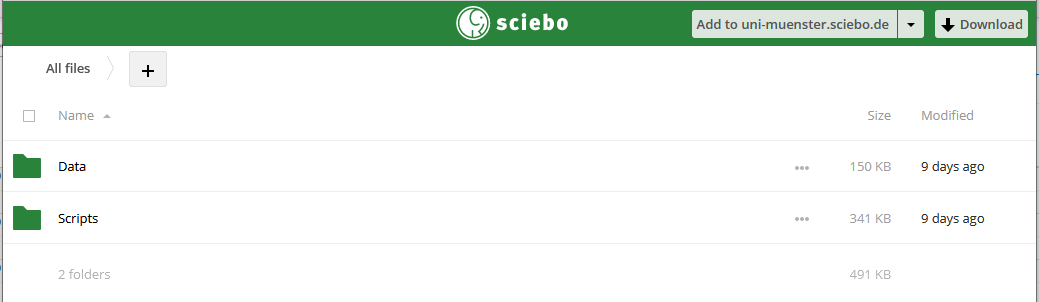 sciebo
Add to uni-muenster.sciebo.de
Download
All files
+
Name Size Modified
Data ••• 150 KB 9 days ago
Scripts ••• 341 KB 9 days ago
2 folders 491 KB